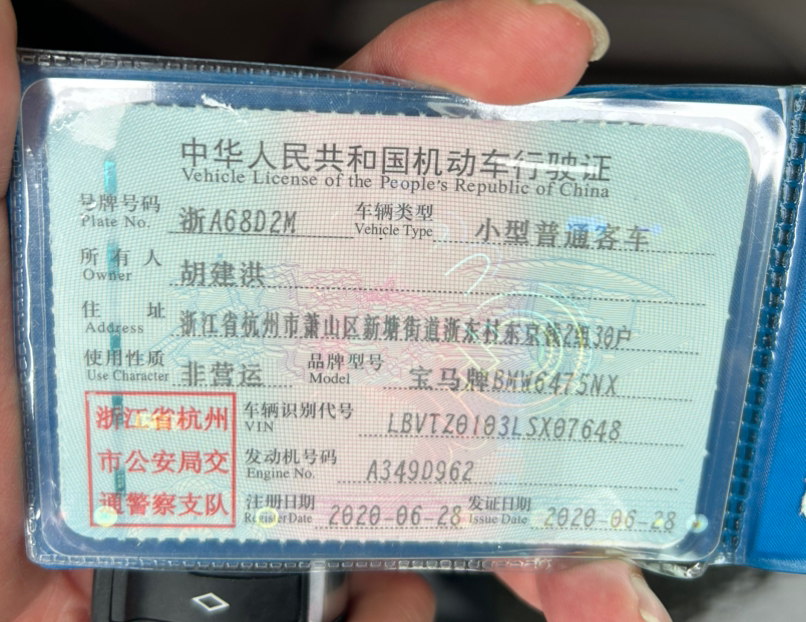 中华人民共和国机动车行驶证
Vehicle License of the People's Republic of China
号牌号码 浙A68D2M 车辆类型 小型普通客车
Plate No. Vehicle Type
所有人 胡建洪
Owner
住址 浙江省杭州市萧山区新塘街道浙东村东京钱2组30户
Address
使用性质 非营运 品牌型号 宝马牌BMW6475NX
Use Character Model
浙江省杭州
市公安局交
通警察支队
车辆识别代号 LBVTZ0103LSX07648
VIN
发动机号码 A349D962
Engine No.
注册日期 2020-06-28 发证日期 2020-06-28
Register Date Issue Date